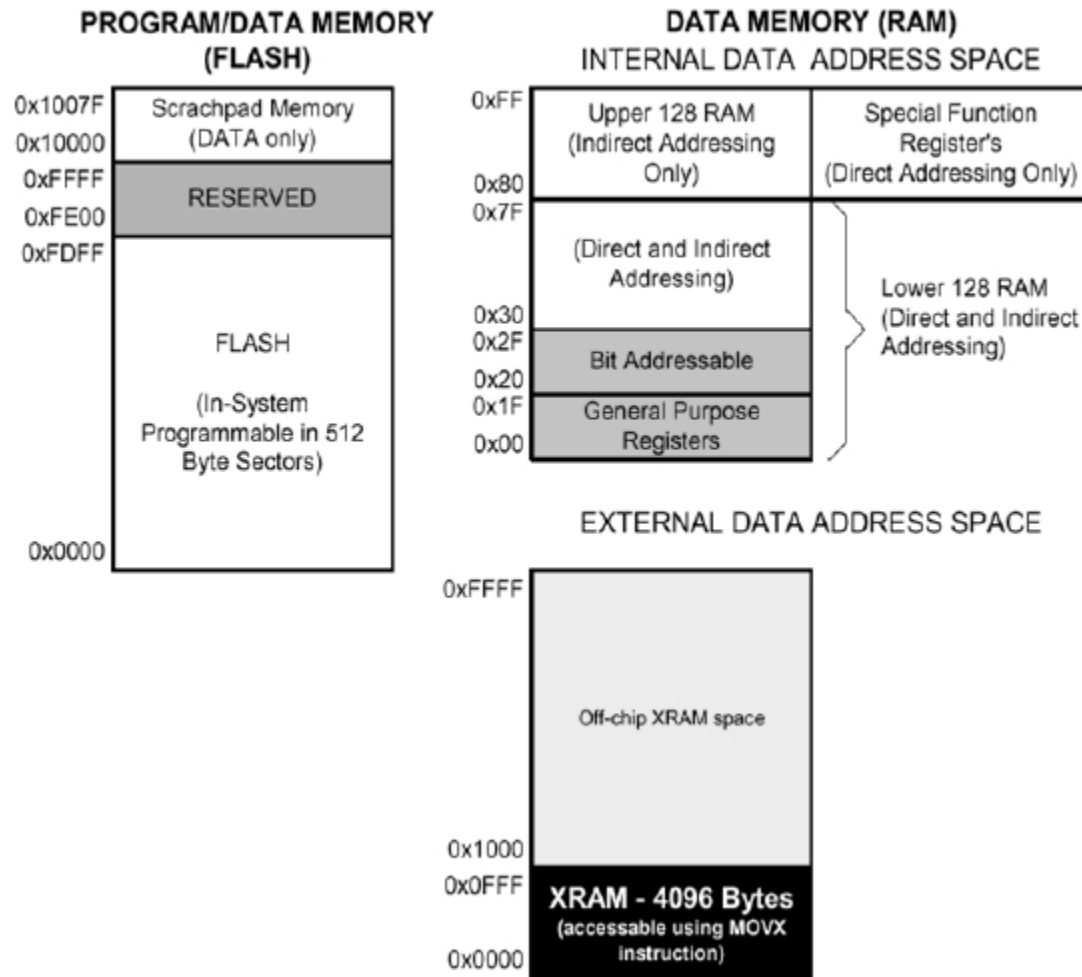 PROGRAM/DATA MEMORY
(FLASH)
0x1007F
Scrachpad Memory
(DATA only)
0x10000
0xFFFF
RESERVED
0xFE00
0xFDFF
FLASH
(In-System
Programmable in 512
Byte Sectors)
0x0000
DATA MEMORY (RAM)
INTERNAL DATA ADDRESS SPACE
0xFF
Upper 128 RAM
(Indirect Addressing
Only)
0x80
Special Function
Register's
(Direct Addressing Only)
0x7F
(Direct and Indirect
Addressing)
0x30
0x2F
Bit Addressable
0x20
0x1F
General Purpose
Registers
0x00
Lower 128 RAM
(Direct and Indirect
Addressing)
EXTERNAL DATA ADDRESS SPACE
0xFFFF
Off-chip XRAM space
0x1000
0x0FFF
XRAM - 4096 Bytes
(accessable using MOVX
instruction)
0x0000